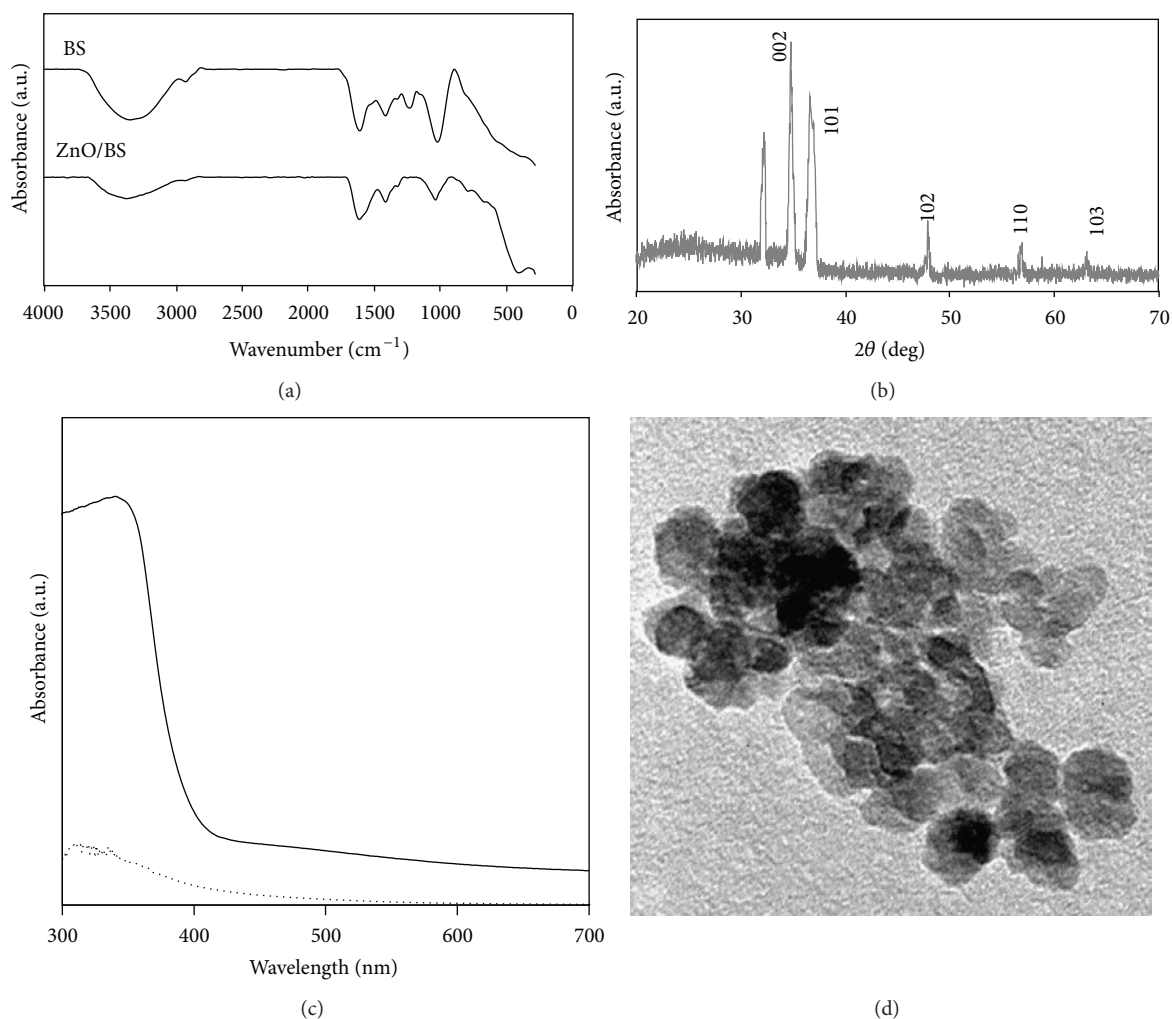 BS
ZnO/BS
Absorbance (a.u.)
4000 3500 3000 2500 2000 1500 1000 500 0
Wavenumber (cm⁻¹)
(a)
002
101
102
110
103
Absorbance (a.u.)
20 30 40 50 60 70
2θ (deg)
(b)
Absorbance (a.u.)
300 400 500 600 700
Wavelength (nm)
(c)
(d)